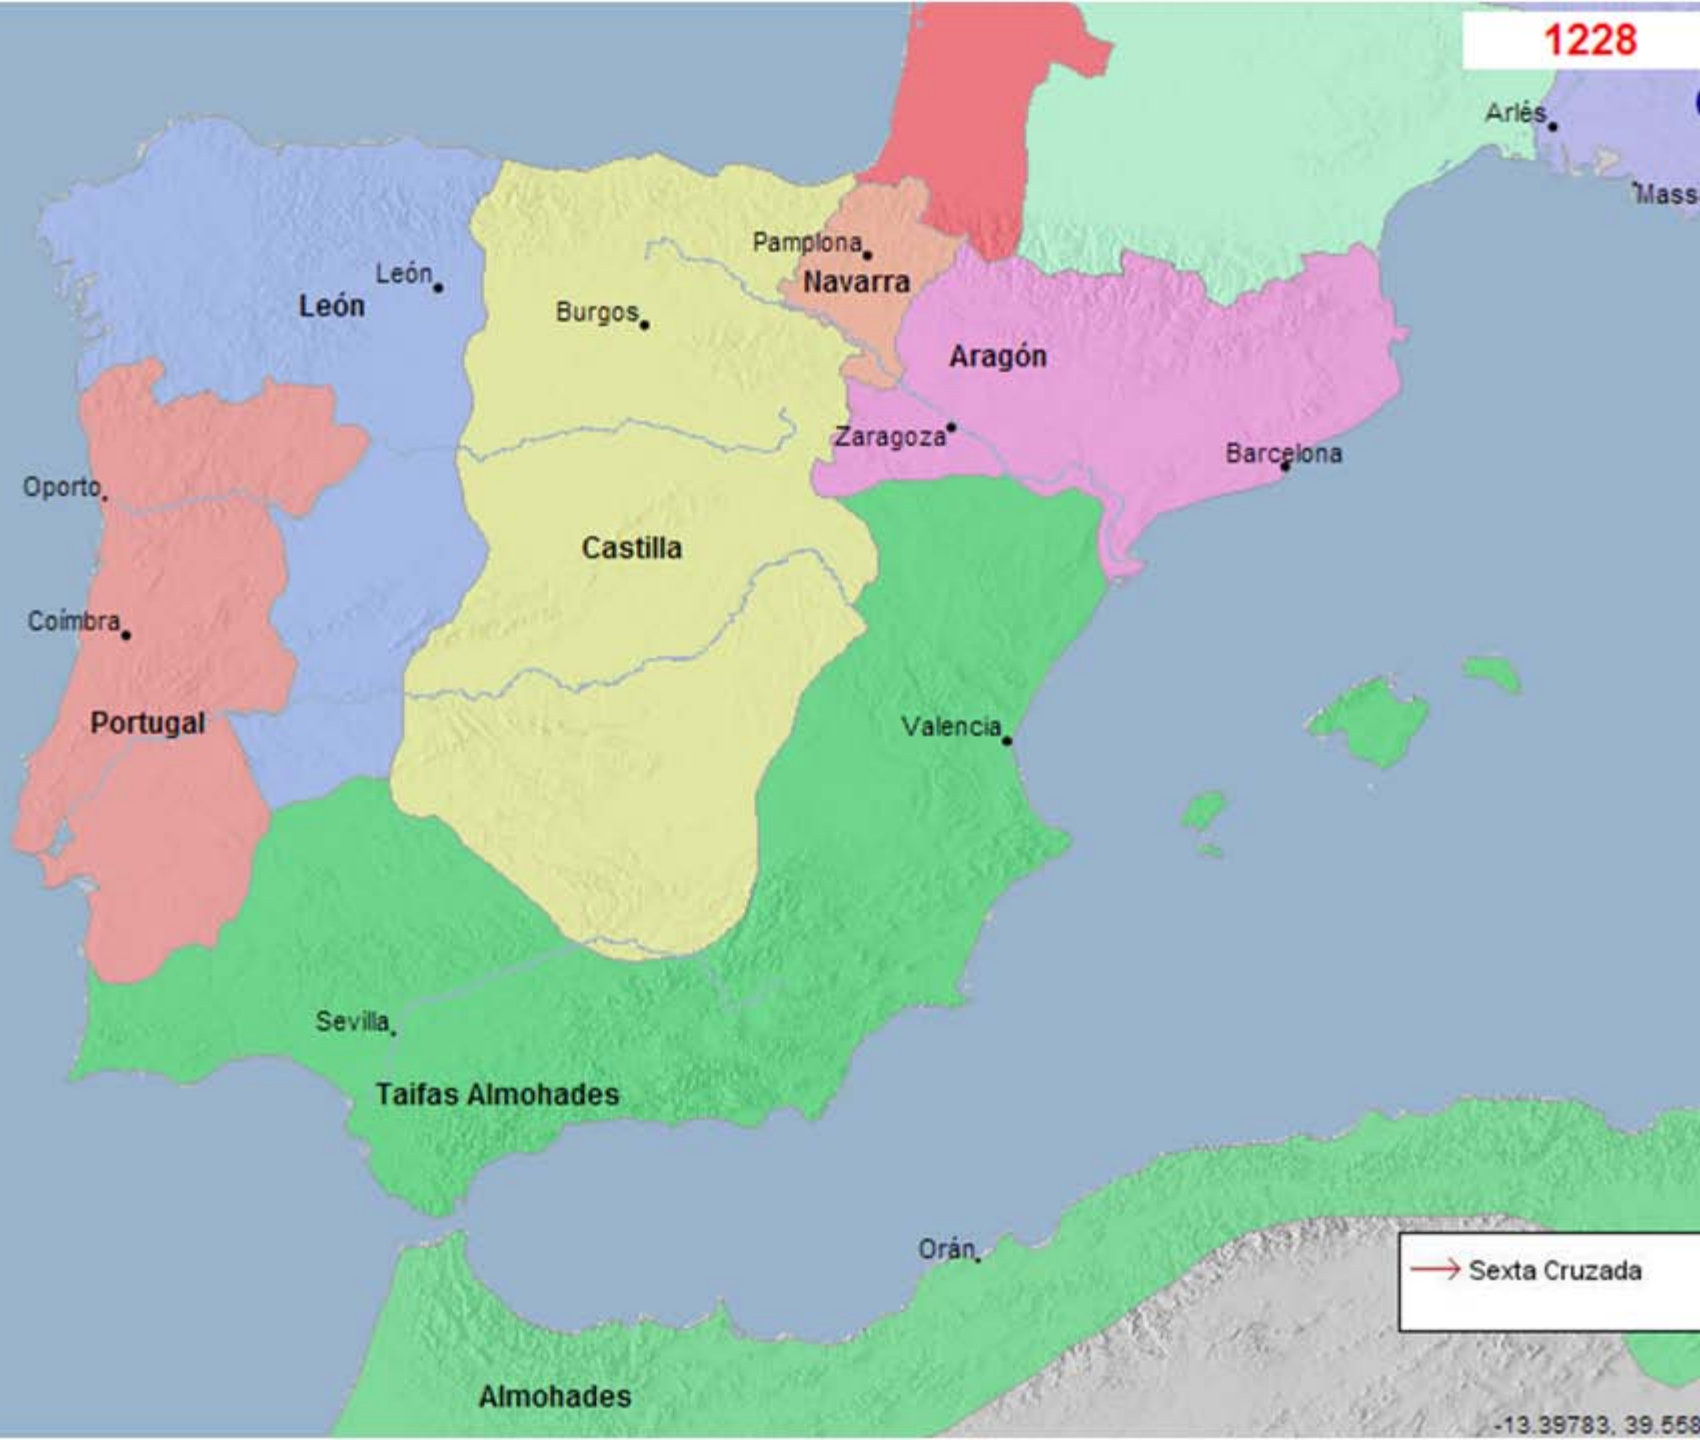 1228
Arlés
Mass
Pamplona
León
Navarra
León
Burgos
Aragón
Zaragoza
Barcelona
Oporto
Castilla
Coímbra
Portugal
Valencia
Sevilla
Taifas Almohades
Orán
Sexta Cruzada
Almohades
-13.39783, 39.558